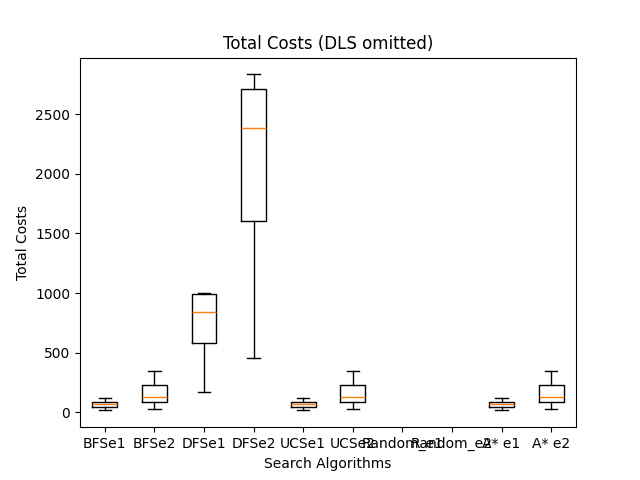 Total Costs (DLS omitted)
Total Costs
2500
2000
1500
1000
500
0
BFSe1 BFSe2 DFSe1 DFSe2 UCSe1 UCSe2 Random_e1 Random_e2 A* e1 A* e2
Search Algorithms